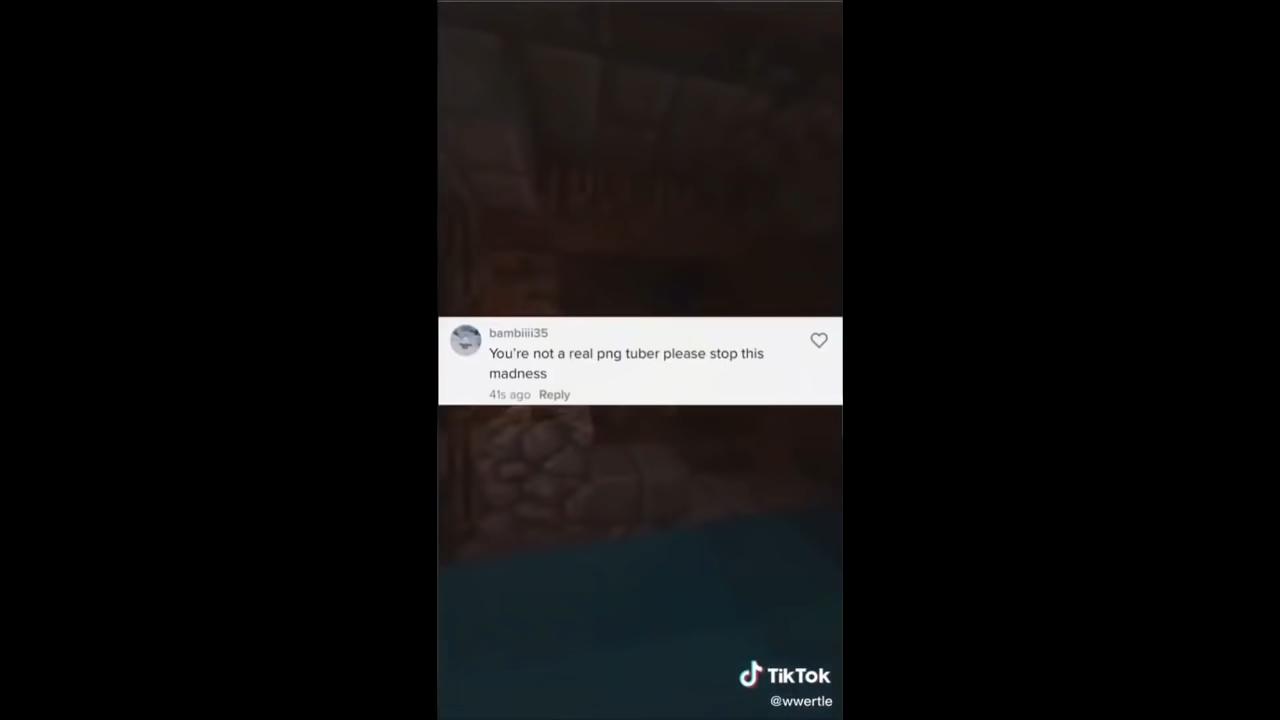 bambiiii35
You're not a real png tuber please stop this
madness
41s ago Reply
TikTok
@wwertle